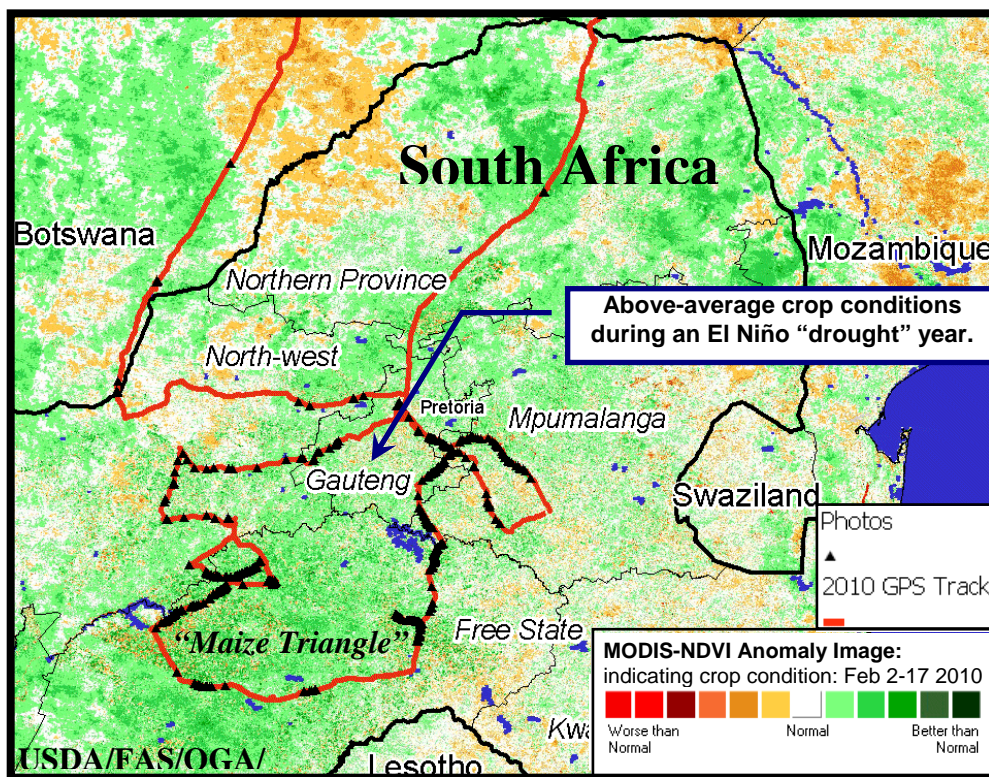 South Africa
Botswana
Mozambique
Northern Province
Above-average crop conditions
during an El Niño “drought” year.
North-west
Pretoria
Mpumalanga
Gauteng
Swaziland
Photos
2010 GPS Track
“Maize Triangle”
Free State
MODIS-NDVI Anomaly Image:
indicating crop condition: Feb 2-17 2010
Worse than
Normal
Normal
Better than
Normal
Kwa
USDA/FAS/OGA/
Lesotho